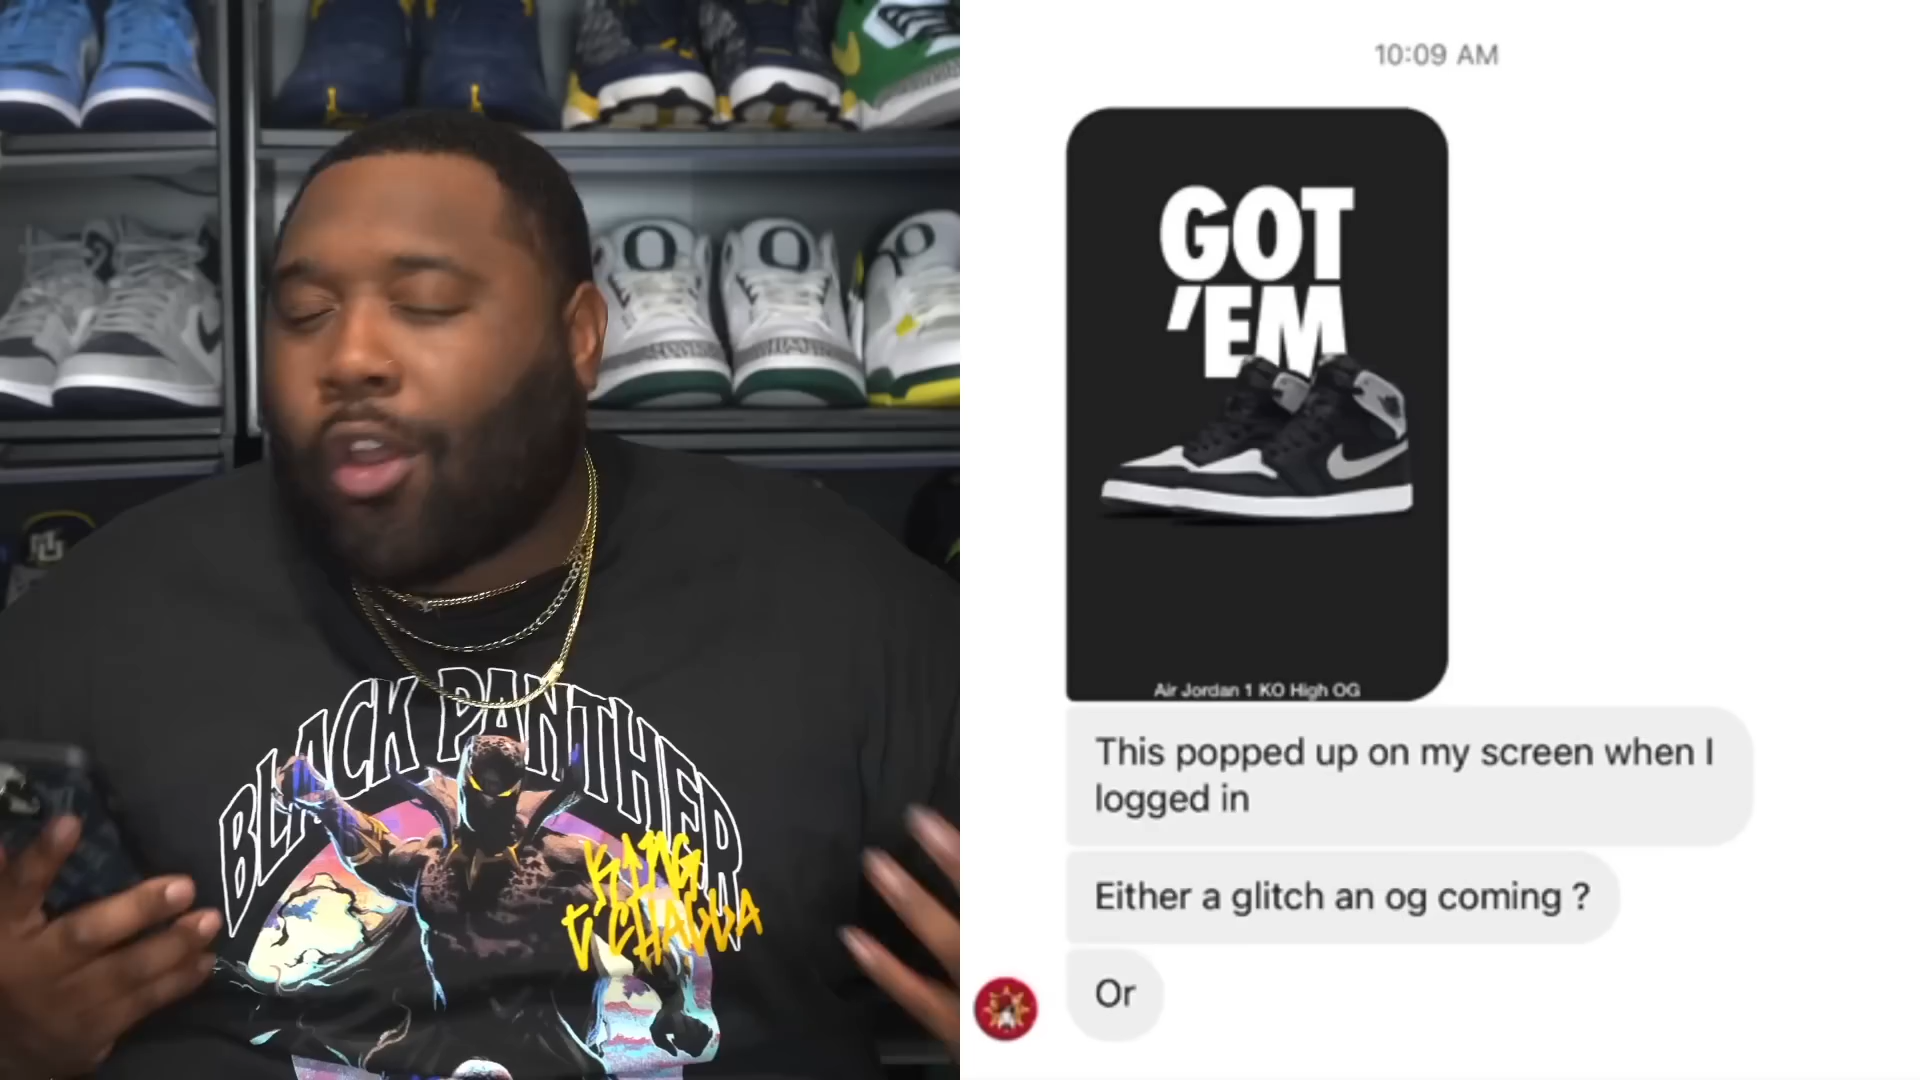 BLACK PANTHER
KING
T'CHALLA
10:09 AM
GOT
'EM
Air Jordan 1 KO High OG
This popped up on my screen when I
logged in
Either a glitch an og coming ?
Or